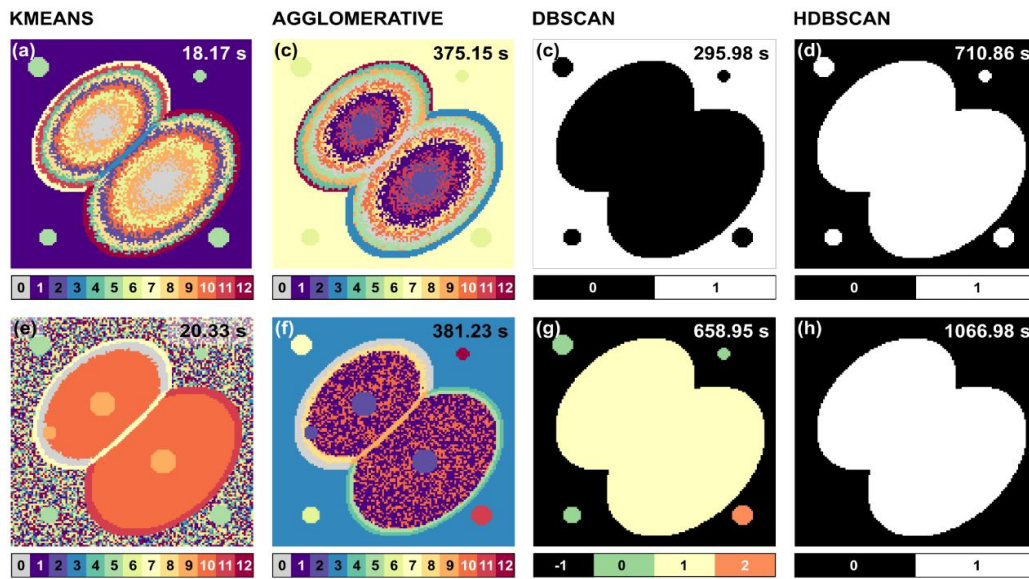 KMEANS AGGLOMERATIVE DBSCAN HDBSCAN
(a) 18.17 s (c) 375.15 s (c) 295.98 s (d) 710.86 s
0 1 2 3 4 5 6 7 8 9 10 11 12 0 1 2 3 4 5 6 7 8 9 10 11 12 0 1 0 1
(e) 20.33 s (f) 381.23 s (g) 658.95 s (h) 1066.98 s
0 1 2 3 4 5 6 7 8 9 10 11 12 0 1 2 3 4 5 6 7 8 9 10 11 12 -1 0 1 2 0 1